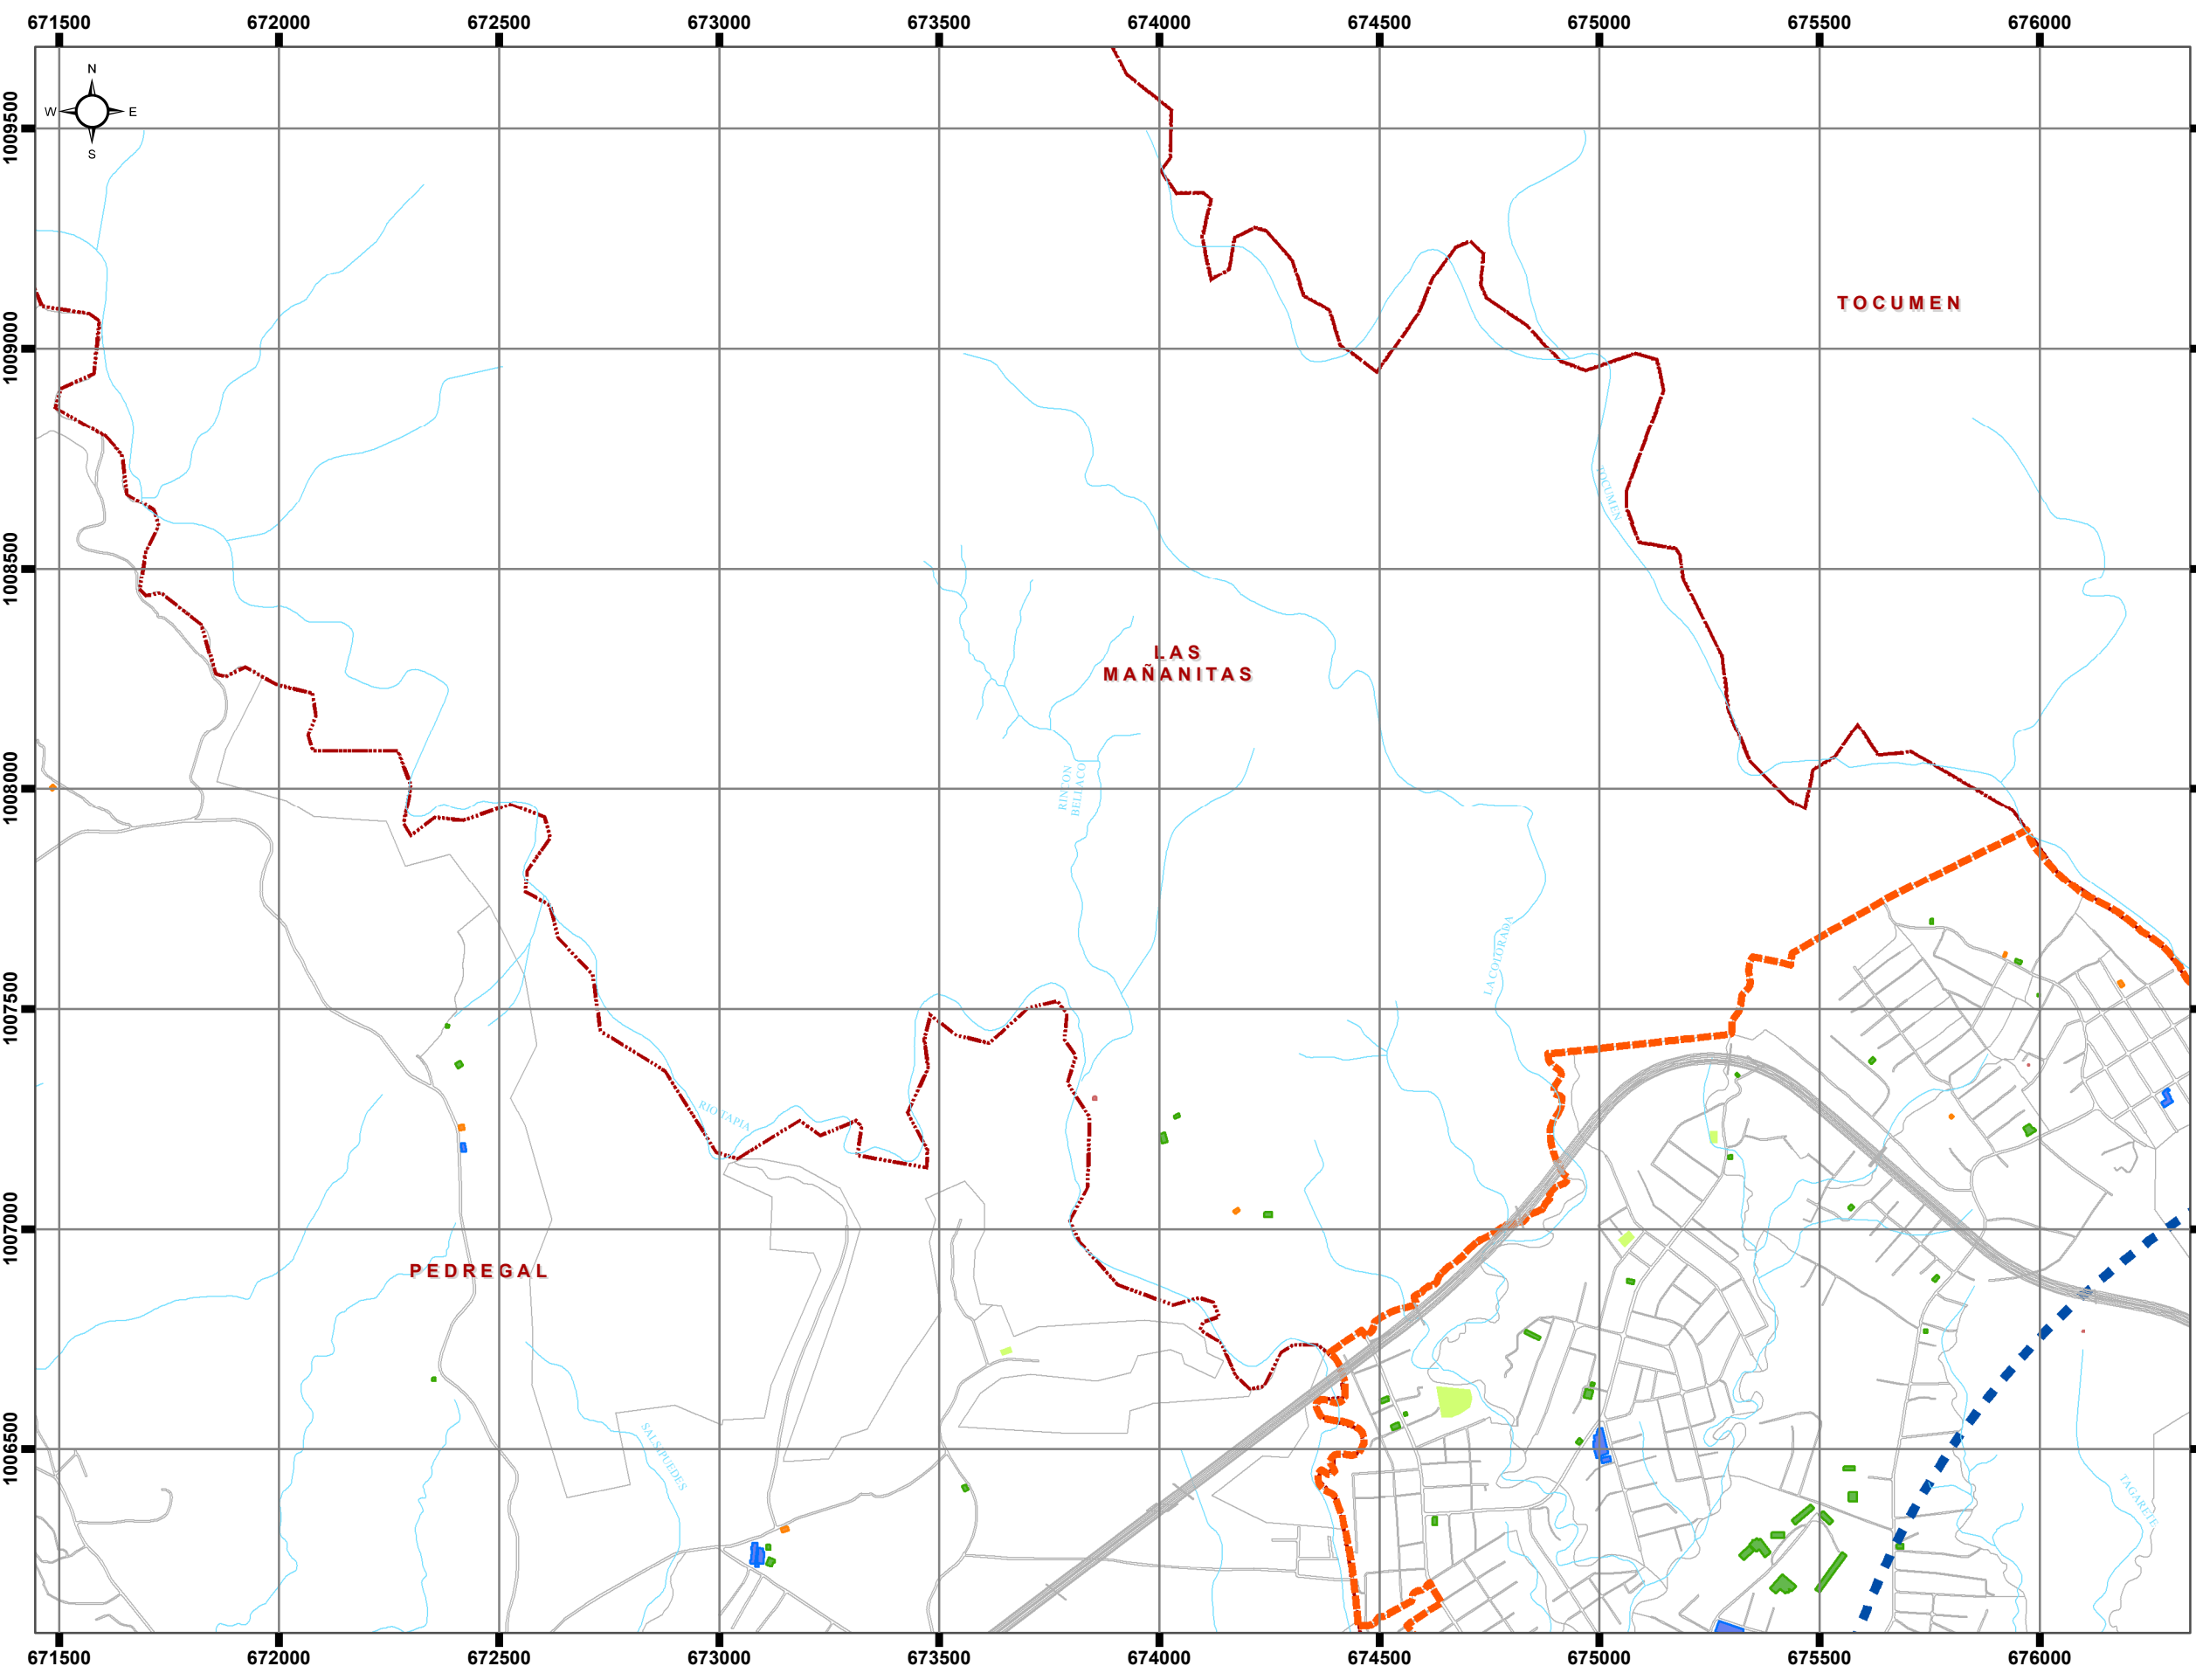 671500 672000 672500 673000 673500 674000 674500 675000 675500 676000
N
W E
S
1009500
TOCUMEN
1009000
TOCUMEN
1008500
LAS
MAÑANITAS
1008000
RINCON
BELLACO
LA COLORADA
1007500
RIO TAPIA
1007000
PEDREGAL
1006500
SALSIPUEDES
TAGARETE
671500 672000 672500 673000 673500 674000 674500 675000 675500 676000